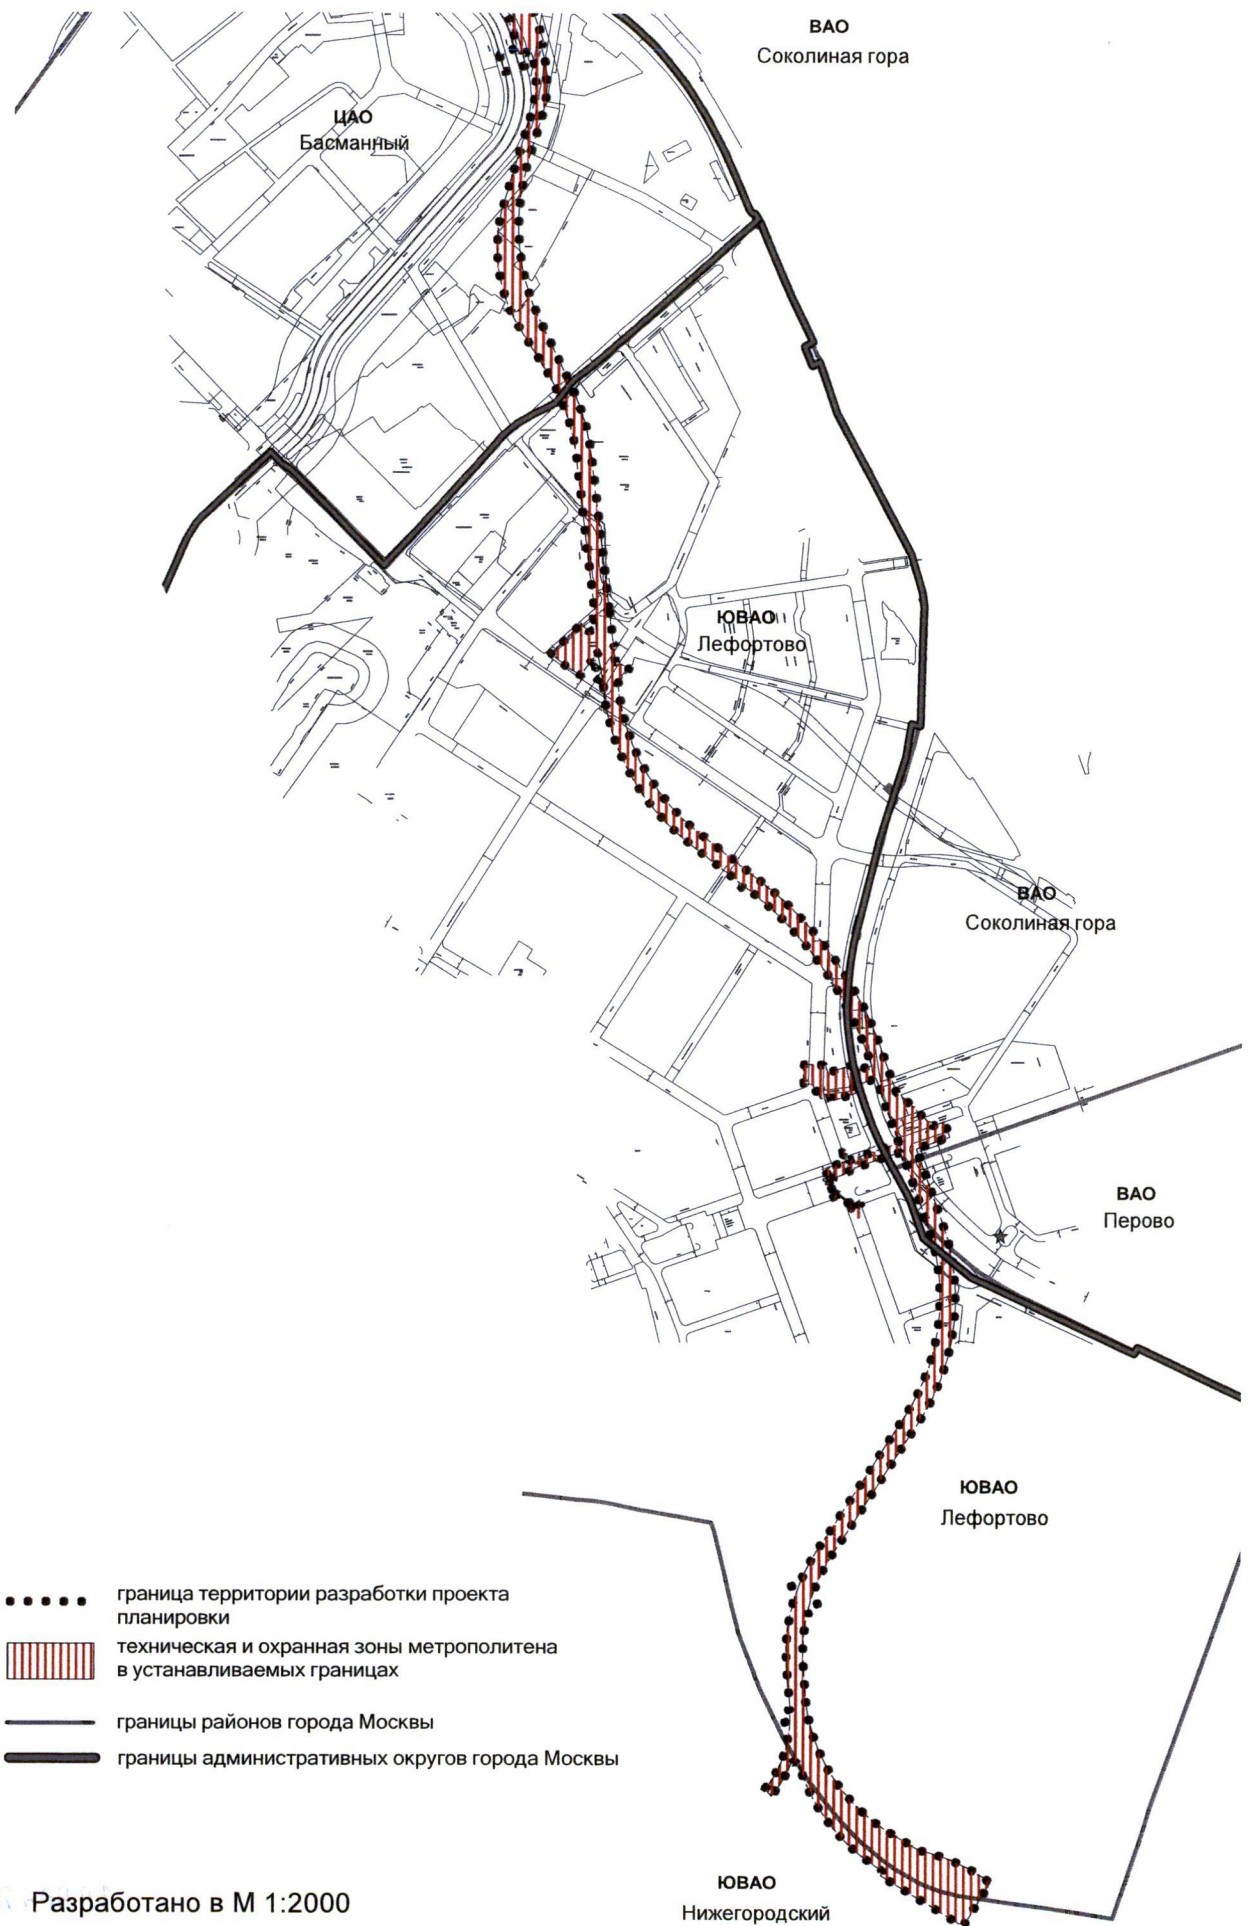 ВАО
Соколиная гора
ЦАО
Басманный
ЮВАО
Лефортово
ВАО
Соколиная гора
ВАО
Перово
ЮВАО
Лефортово
граница территории разработки проекта
планировки
техническая и охранная зоны метрополитена
в устанавливаемых границах
границы районов города Москвы
границы административных округов города Москвы
ЮВАО
Нижегородский
Разработано в М 1:2000